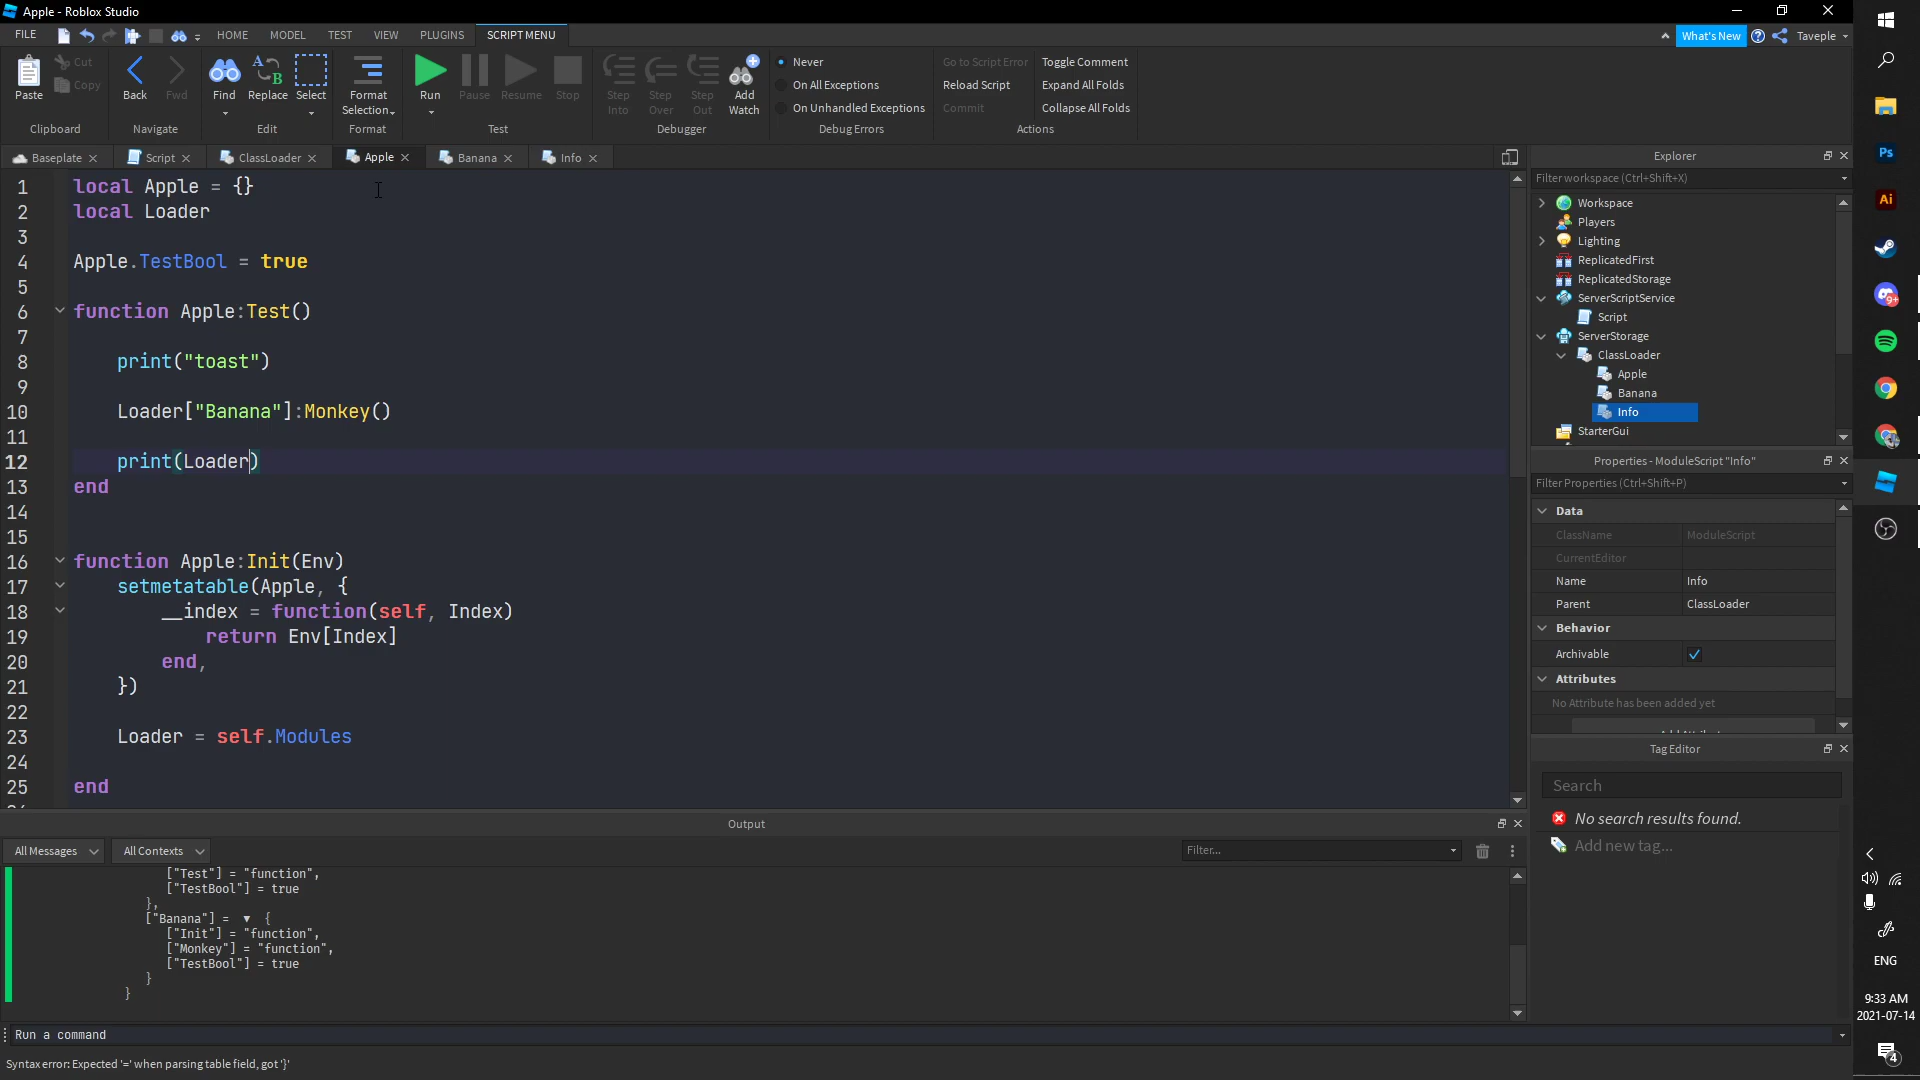 Apple - Roblox Studio
FILE HOME MODEL TEST VIEW PLUGINS SCRIPT MENU What's New Taveple
Paste Cut Copy Clipboard
Back Fwd Navigate
Find Replace Select Edit
Format Selection Format
Run Pause Resume Stop Test
Step Into Step Over Step Out Add Watch Debugger
Never
On All Exceptions
On Unhandled Exceptions
Debug Errors
Go to Script Error Toggle Comment
Reload Script Expand All Folds
Commit Collapse All Folds
Actions
Baseplate Script ClassLoader Apple Banana Info
1 local Apple = {}
2 local Loader
3
4 Apple.TestBool = true
5
6 function Apple:Test()
7
8 print("toast")
9
10 Loader["Banana"]:Monkey()
11
12 print(Loader)
13 end
14
15
16 function Apple:Init(Env)
17 setmetatable(Apple, {
18 __index = function(self, Index)
19 return Env[Index]
20 end,
21 })
22
23 Loader = self.Modules
24
25 end
Output
All Messages All Contexts Filter...
["Test"] = "function",
["TestBool"] = true
},
["Banana"] = ▼ {
["Init"] = "function",
["Monkey"] = "function",
["TestBool"] = true
}
}
Run a command
Syntax error: Expected '=' when parsing table field, got '}'
Explorer
Filter workspace (Ctrl+Shift+X)
Workspace
Players
Lighting
ReplicatedFirst
ReplicatedStorage
ServerScriptService
Script
ServerStorage
ClassLoader
Apple
Banana
Info
StarterGui
Properties - ModuleScript "Info"
Filter Properties (Ctrl+Shift+P)
Data
ClassName ModuleScript
CurrentEditor
Name Info
Parent ClassLoader
Behavior
Archivable
Attributes
No Attribute has been added yet
Tag Editor
Search
No search results found.
Add new tag...
Ps
Ai
9+
ENG
9:33 AM
2021-07-14
4